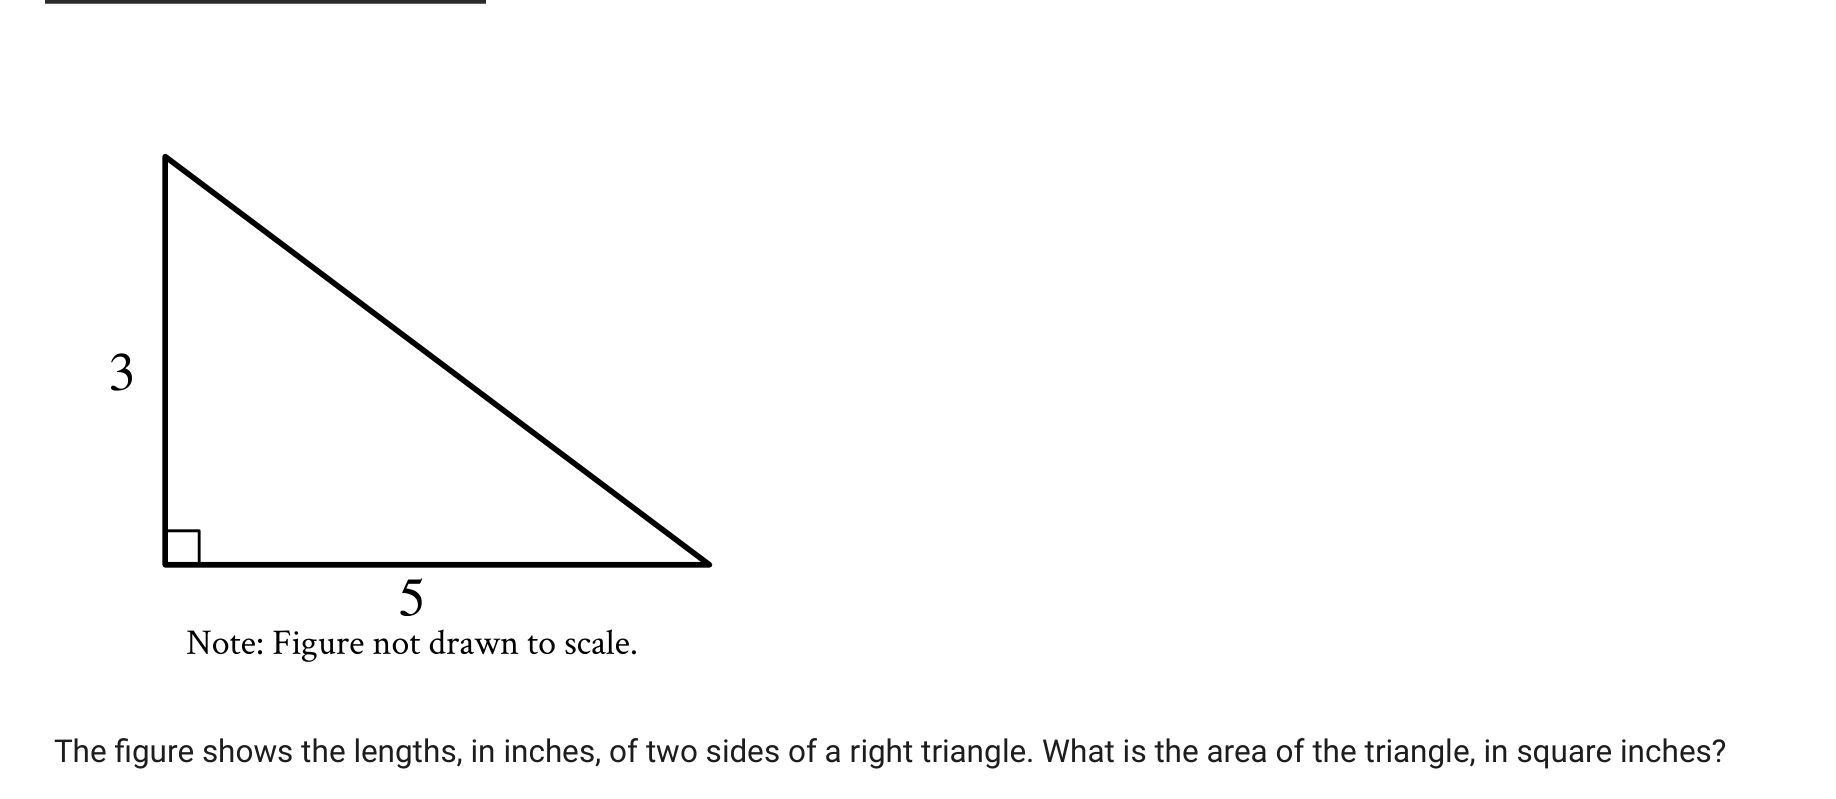 3
5
Note: Figure not drawn to scale.
The figure shows the lengths, in inches, of two sides of a right triangle. What is the area of the triangle, in square inches?